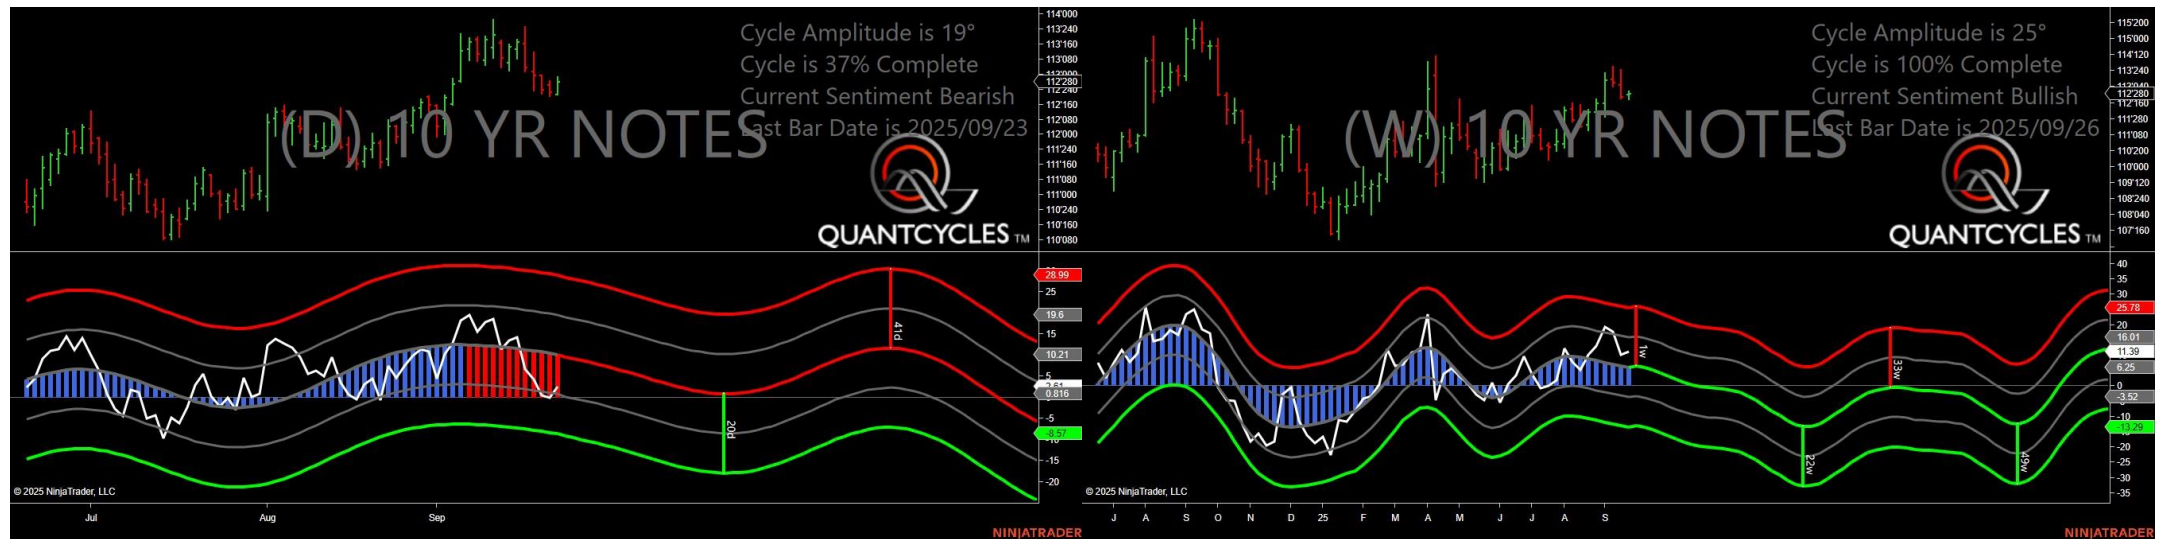 Cycle Amplitude is 19°
Cycle is 37% Complete
Current Sentiment Bearish
Last Bar Date is 2025/09/23
(D) 10 YR NOTES
QUANTCYCLES TM
114'000
113'240
113'160
113'080
112'280
112'240
112'160
112'080
112'000
111'240
111'160
111'080
111'000
110'240
110'160
110'080
28.99
25
19.6
15
10.21
5
2.61
0.816
-5
-8.57
-15
-20
41d
20d
© 2025 NinjaTrader, LLC
Jul
Aug
Sep
NINJATRADER
Cycle Amplitude is 25°
Cycle is 100% Complete
Current Sentiment Bullish
Last Bar Date is 2025/09/26
(W) 10 YR NOTES
QUANTCYCLES TM
115'200
115'000
114'120
113'240
112'280
112'160
111'280
111'080
110'200
110'000
109'120
108'240
108'040
107'160
40
35
30
25.78
20
16.01
11.39
6.25
0
-3.52
-10
-13.29
-20
-25
-30
-35
1w
33w
22w
49w
© 2025 NinjaTrader, LLC
J A S O N D 25 F M A M J J A S
NINJATRADER